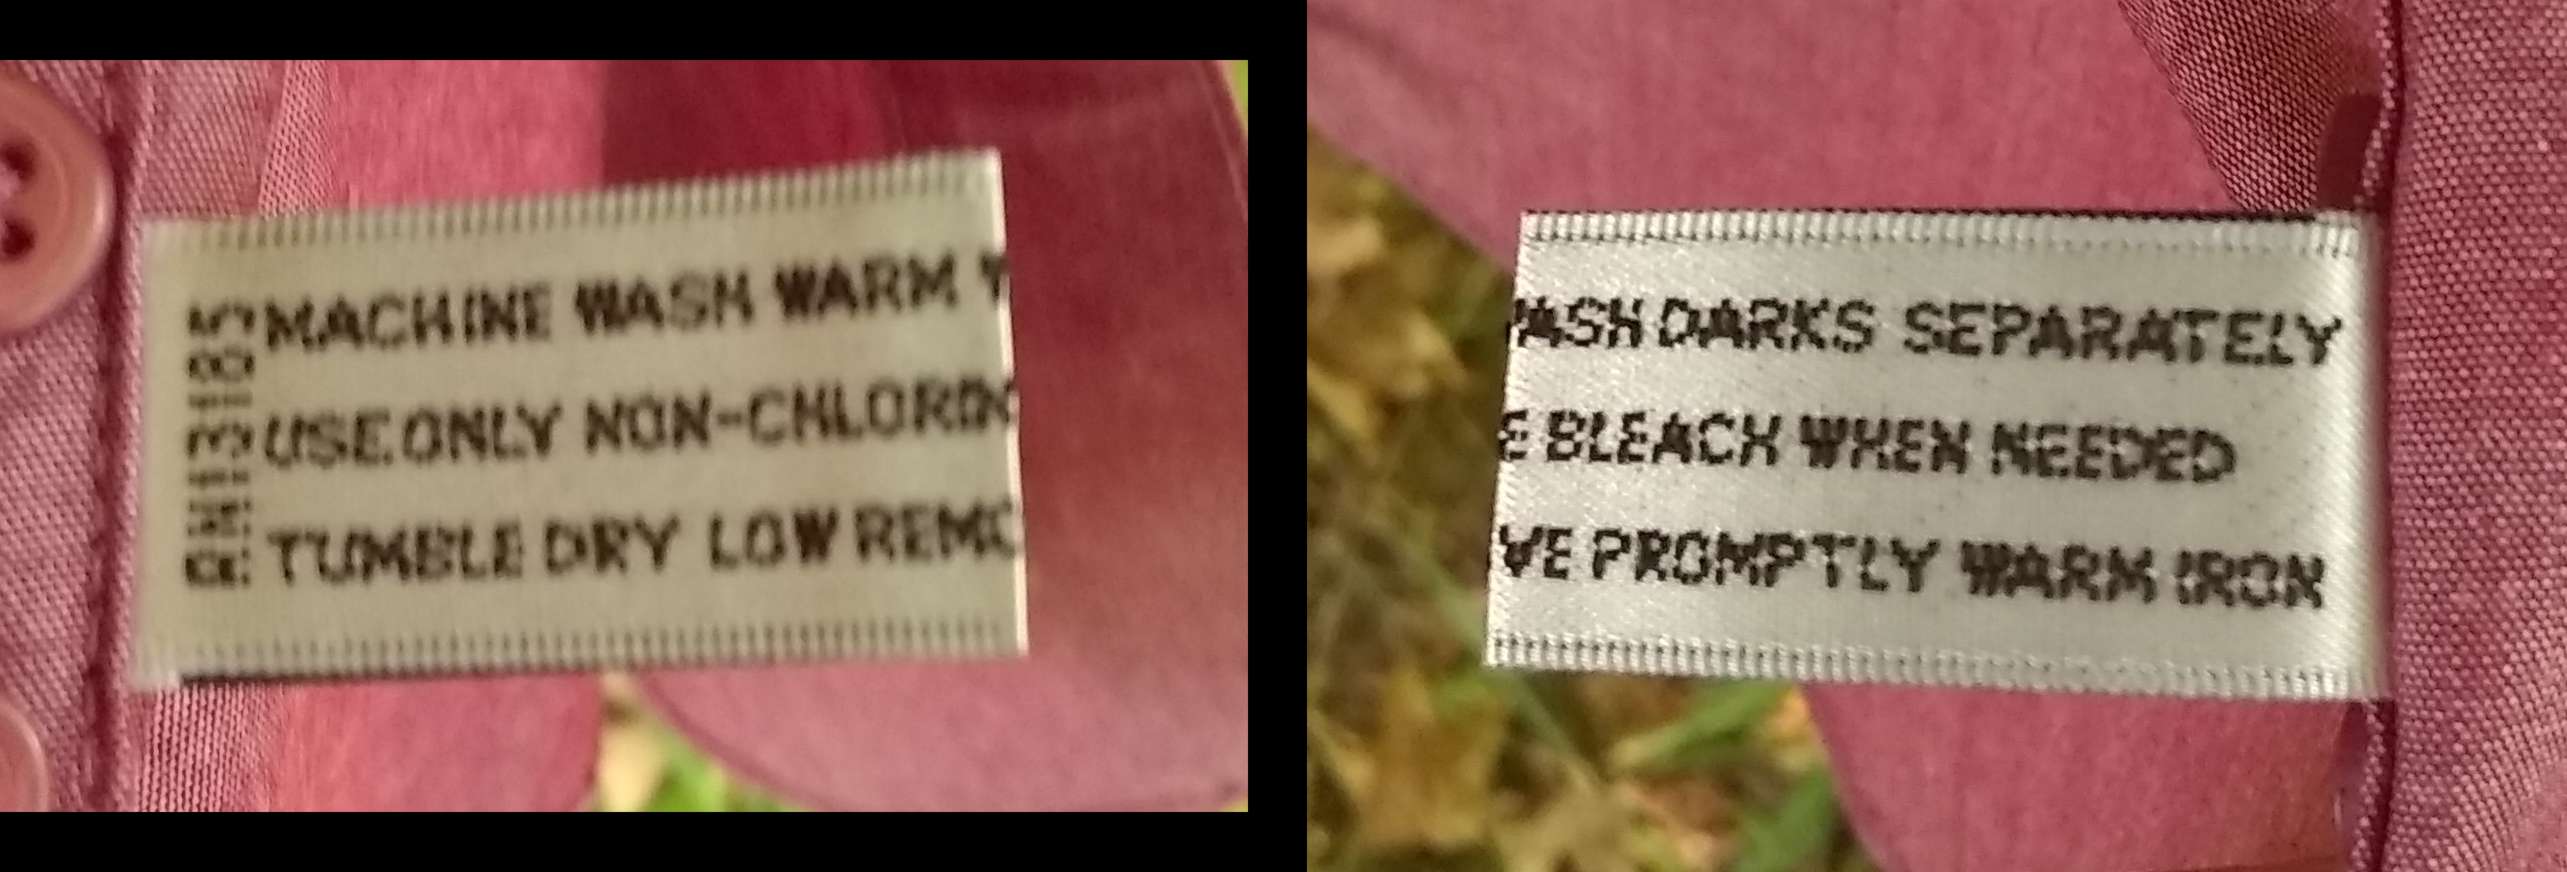 MACHINE WASH WARM W
USE ONLY NON-CHLORIN
TUMBLE DRY LOW REMO
WASH DARKS SEPARATELY
E BLEACH WHEN NEEDED
VE PROMPTLY WARM IRON